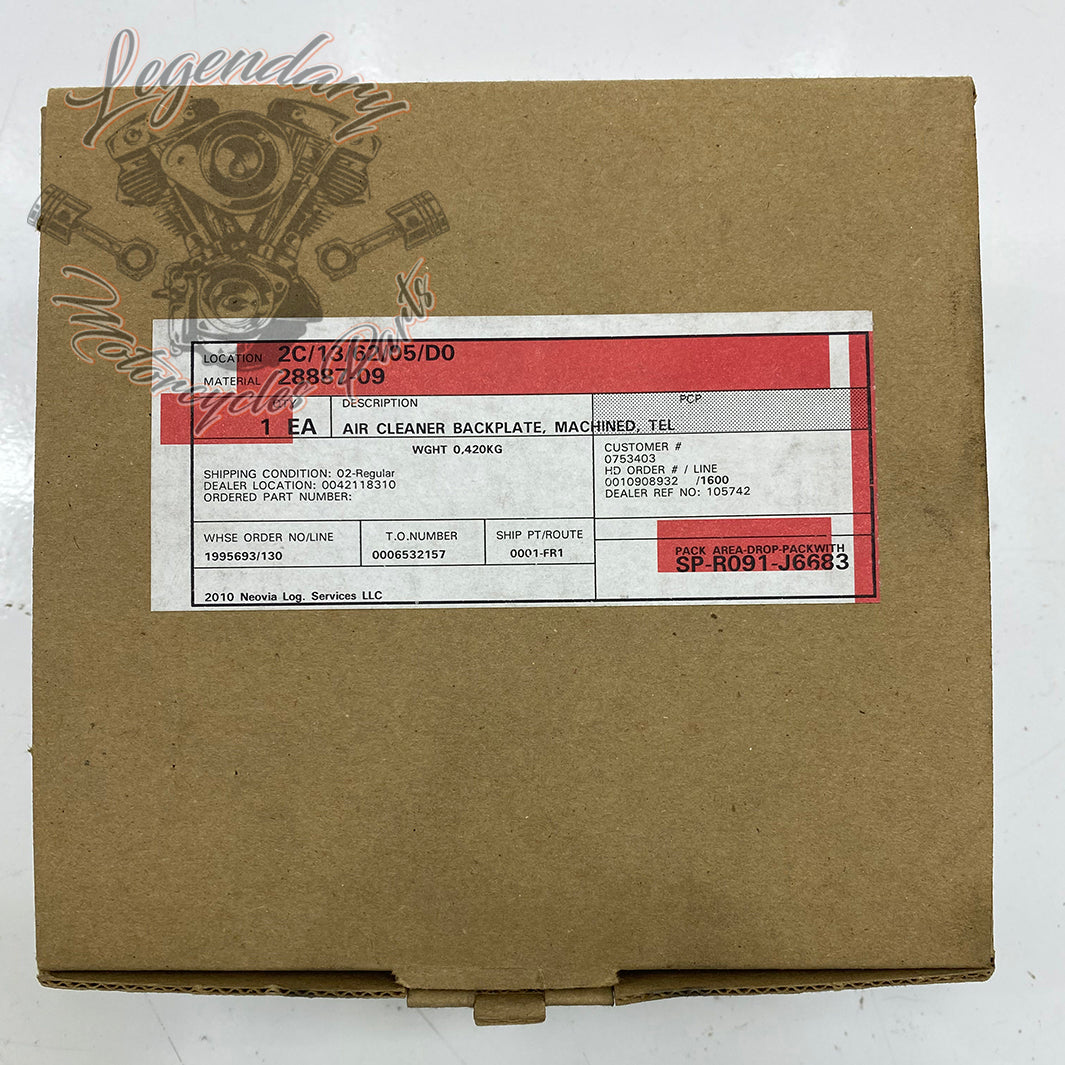 Legendary
Motorcycles Parts
LOCATION 2C/13/62/05/D0
MATERIAL 28887-09
QTY DESCRIPTION PCP
1 EA AIR CLEANER BACKPLATE, MACHINED, TEL
WGHT 0,420KG
CUSTOMER #
0753403
HD ORDER # / LINE
0010908932 /1600
DEALER REF NO: 105742
SHIPPING CONDITION: 02-Regular
DEALER LOCATION: 0042118310
ORDERED PART NUMBER:
WHSE ORDER NO/LINE T.O.NUMBER SHIP PT/ROUTE
1995693/130 0006532157 0001-FR1
PACK AREA-DROP-PACKWITH
SP-R091-J6683
2010 Neovia Log. Services LLC